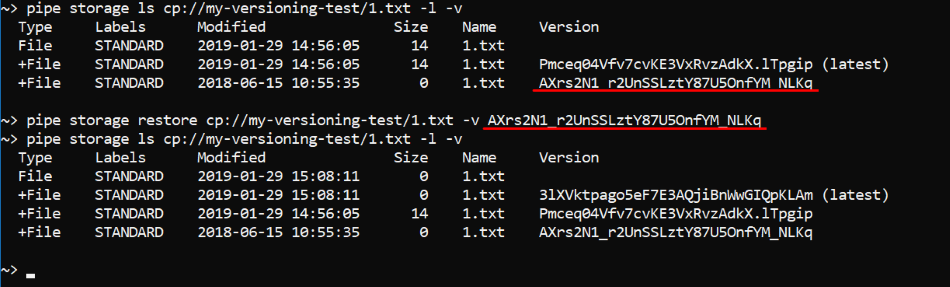 ~> pipe storage ls cp://my-versioning-test/1.txt -l -v
Type Labels Modified Size Name Version
File STANDARD 2019-01-29 14:56:05 14 1.txt
+File STANDARD 2019-01-29 14:56:05 14 1.txt Pmceq04Vfv7cvKE3VxRvzAdkX.lTpgip (latest)
+File STANDARD 2018-06-15 10:55:35 0 1.txt AXrs2N1_r2UnSSLztY87U5OnfYM_NLKq
~> pipe storage restore cp://my-versioning-test/1.txt -v AXrs2N1_r2UnSSLztY87U5OnfYM_NLKq
~> pipe storage ls cp://my-versioning-test/1.txt -l -v
Type Labels Modified Size Name Version
File STANDARD 2019-01-29 15:08:11 0 1.txt
+File STANDARD 2019-01-29 15:08:11 0 1.txt 3lXVktpago5eF7E3AQjiBnWwGIQpKLAm (latest)
+File STANDARD 2019-01-29 14:56:05 14 1.txt Pmceq04Vfv7cvKE3VxRvzAdkX.lTpgip
+File STANDARD 2018-06-15 10:55:35 0 1.txt AXrs2N1_r2UnSSLztY87U5OnfYM_NLKq
~>